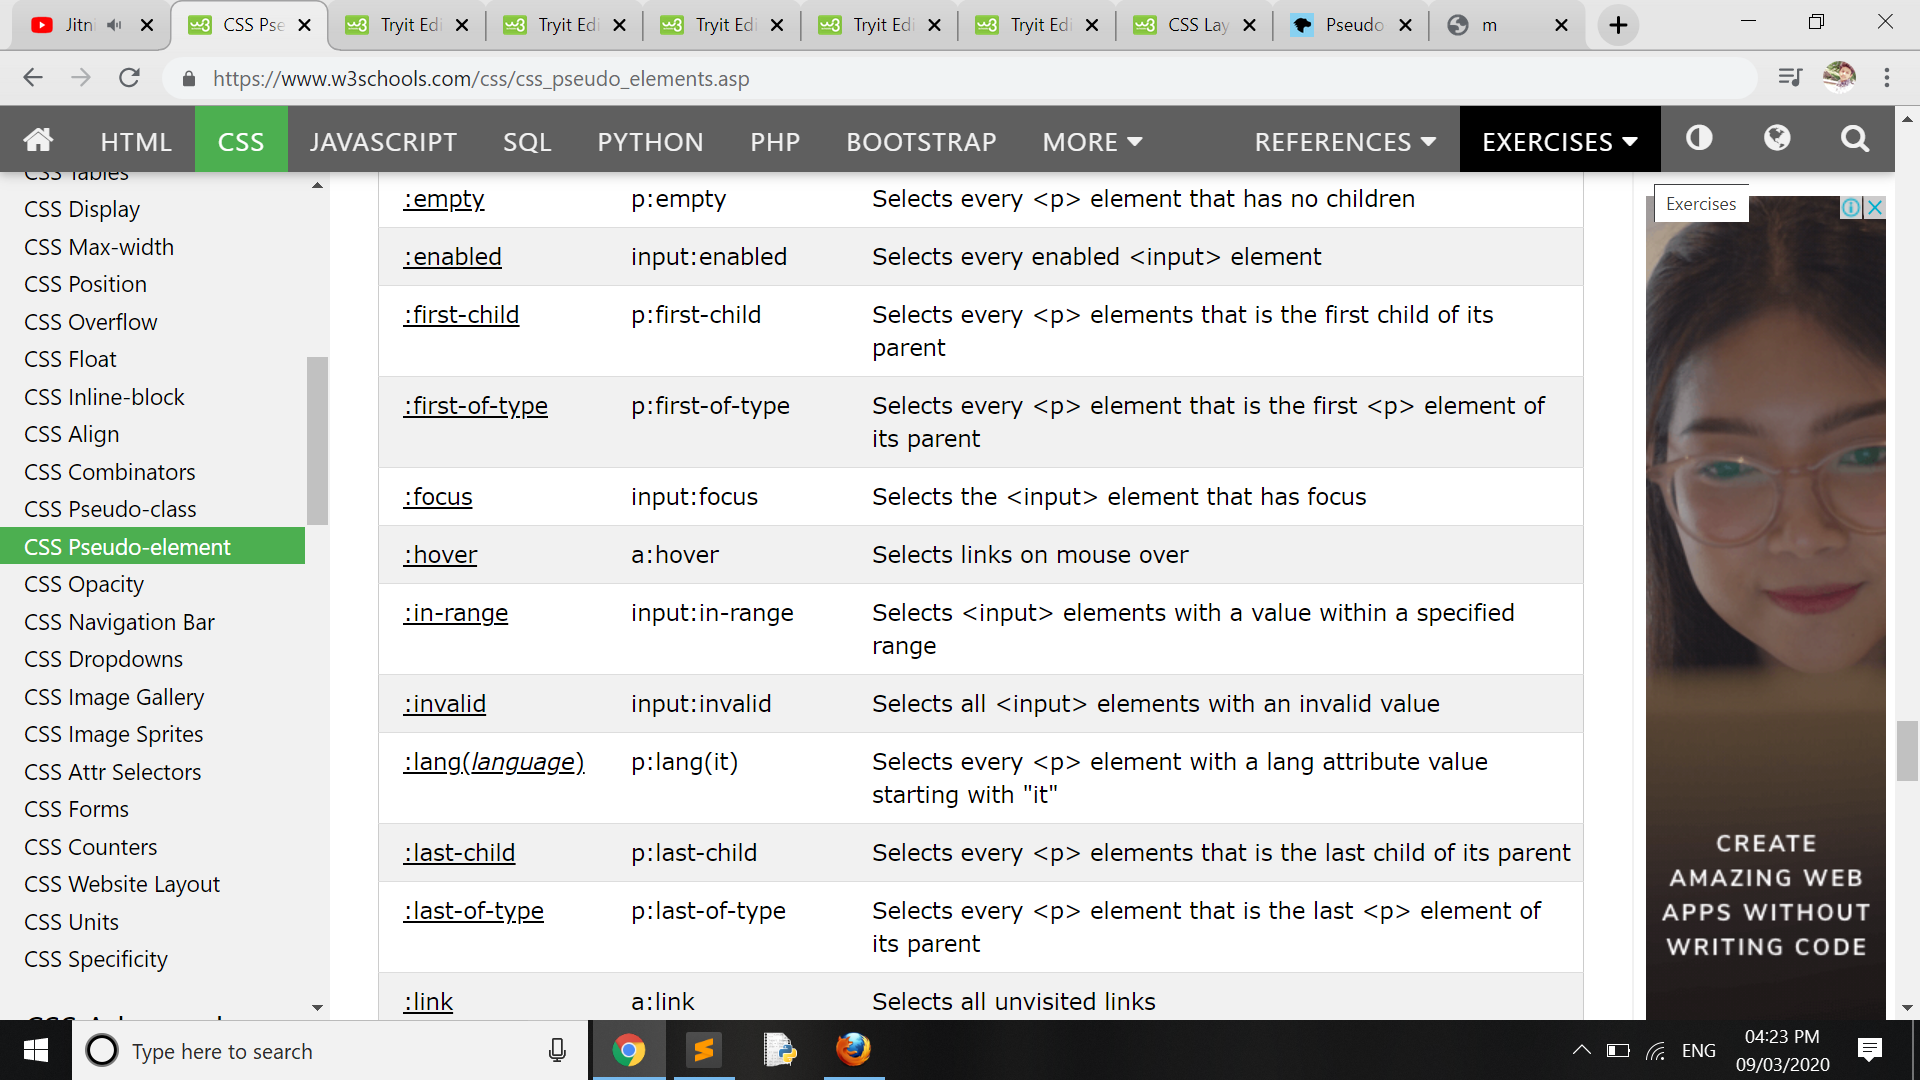 Jitni
CSS Pse
Tryit Edi
Tryit Edi
Tryit Edi
Tryit Edi
Tryit Edi
CSS Lay
Pseudo
m
https://www.w3schools.com/css/css_pseudo_elements.asp
HTML
CSS
JAVASCRIPT
SQL
PYTHON
PHP
BOOTSTRAP
MORE
REFERENCES
EXERCISES
CSS Tables
CSS Display
CSS Max-width
CSS Position
CSS Overflow
CSS Float
CSS Inline-block
CSS Align
CSS Combinators
CSS Pseudo-class
CSS Pseudo-element
CSS Opacity
CSS Navigation Bar
CSS Dropdowns
CSS Image Gallery
CSS Image Sprites
CSS Attr Selectors
CSS Forms
CSS Counters
CSS Website Layout
CSS Units
CSS Specificity
:empty p:empty Selects every <p> element that has no children
:enabled input:enabled Selects every enabled <input> element
:first-child p:first-child Selects every <p> elements that is the first child of its
parent
:first-of-type p:first-of-type Selects every <p> element that is the first <p> element of
its parent
:focus input:focus Selects the <input> element that has focus
:hover a:hover Selects links on mouse over
:in-range input:in-range Selects <input> elements with a value within a specified
range
:invalid input:invalid Selects all <input> elements with an invalid value
:lang(language) p:lang(it) Selects every <p> element with a lang attribute value
starting with "it"
:last-child p:last-child Selects every <p> elements that is the last child of its parent
:last-of-type p:last-of-type Selects every <p> element that is the last <p> element of
its parent
:link a:link Selects all unvisited links
Exercises
CREATE
AMAZING WEB
APPS WITHOUT
WRITING CODE
Type here to search
ENG
04:23 PM
09/03/2020